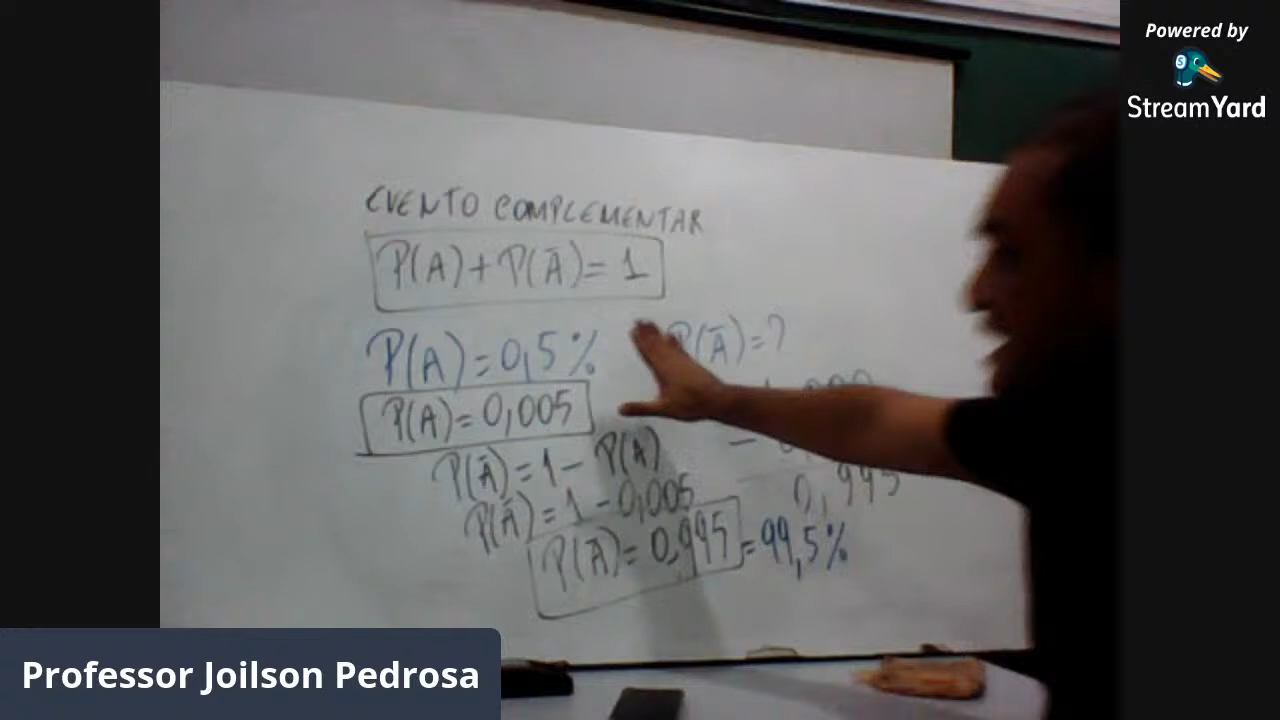 Powered by
StreamYard
EVENTO COMPLEMENTAR
P(A) + P(Ā) = 1
P(A) = 0,5% P(Ā) = ?
P(A) = 0,005
P(Ā) = 1 - P(A)
P(Ā) = 1 - 0,005
0,995
P(Ā) = 0,995 = 99,5%
Professor Joilson Pedrosa